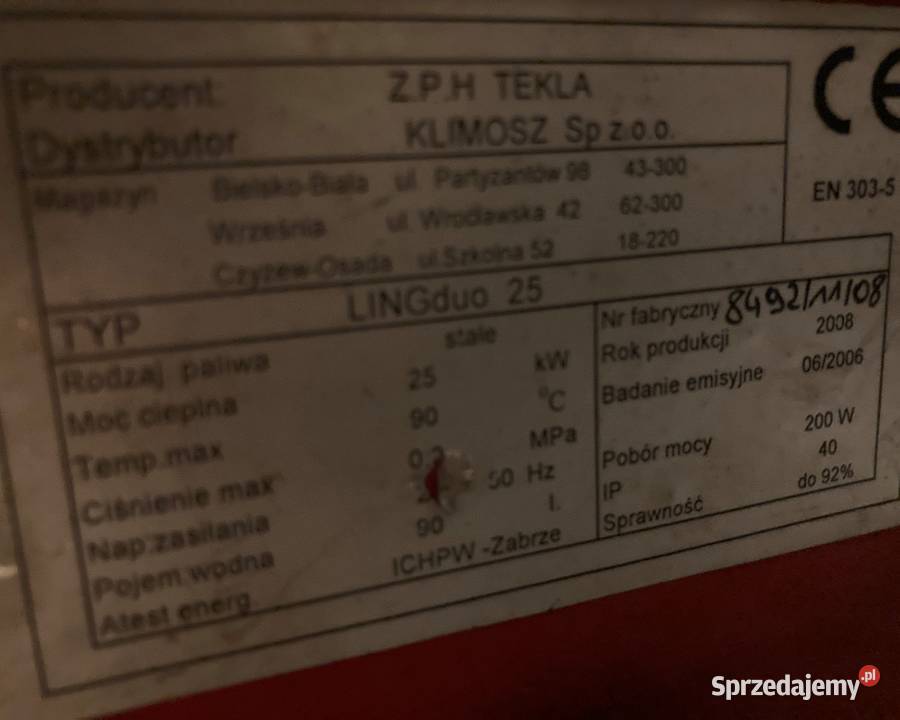 Producent Z.P.H TEKLA
Dystrybutor KLIMOSZ Sp z.o.o.
CE
EN 303-5
Magazyn Bielsko-Biała ul. Partyzantów 98 43-300
Września ul. Wrocławska 42 62-300
Czyżew-Osada ul.Szkolna 52 18-220
TYP LINGduo 25
Rodzaj paliwa stałe
Moc cieplna 25 kW
Temp.max 90 °C
Ciśnienie max MPa
Nap.zasilania 50 Hz
Pojem.wodna 90 l.
Atest energ. ICHPW -Zabrze
Nr fabryczny 8492/11/08
Rok produkcji 2008
Badanie emisyjne 06/2006
Pobór mocy 200 W
IP 40
Sprawność do 92%
Sprzedajemy.pl